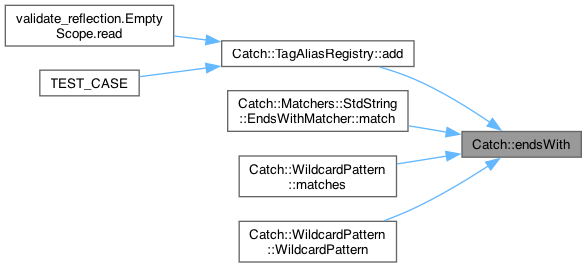 validate_reflection.Empty
Scope.read
Catch::TagAliasRegistry::add
TEST_CASE
Catch::Matchers::StdString
::EndsWithMatcher::match
Catch::endsWith
Catch::WildcardPattern
::matches
Catch::WildcardPattern
::WildcardPattern